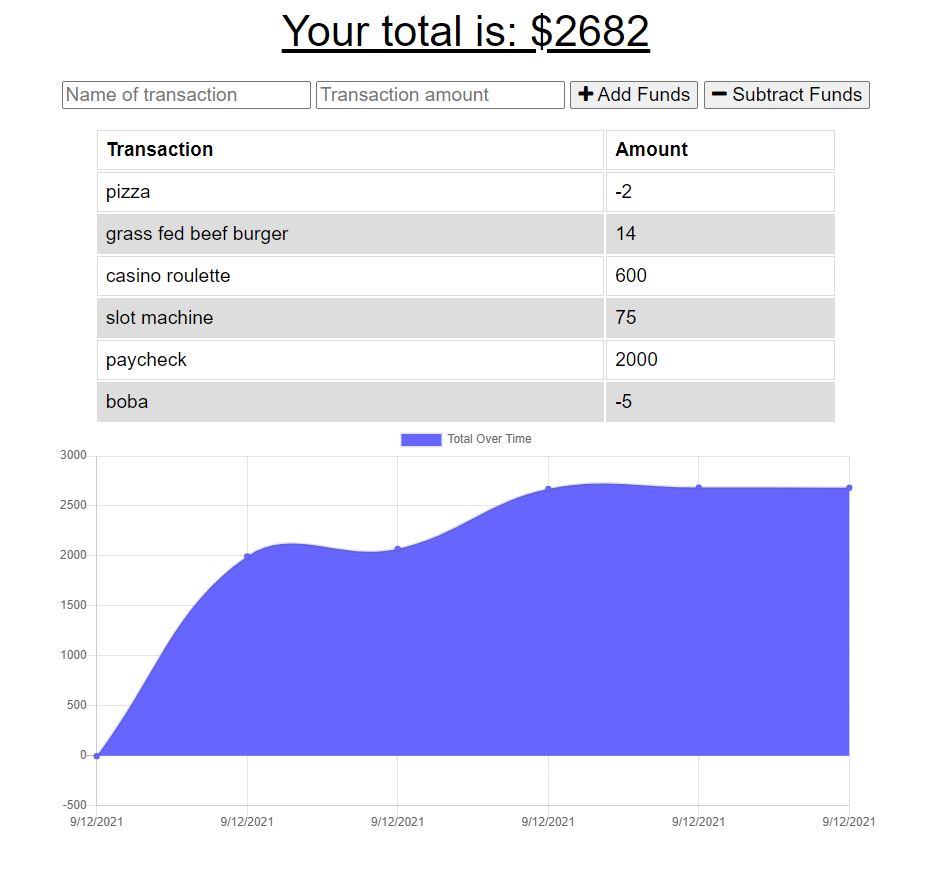 Your total is: $2682
Name of transaction Transaction amount + Add Funds − Subtract Funds
Transaction Amount
pizza -2
grass fed beef burger 14
casino roulette 600
slot machine 75
paycheck 2000
boba -5
Total Over Time
3000
2500
2000
1500
1000
500
0
-500
9/12/2021 9/12/2021 9/12/2021 9/12/2021 9/12/2021 9/12/2021